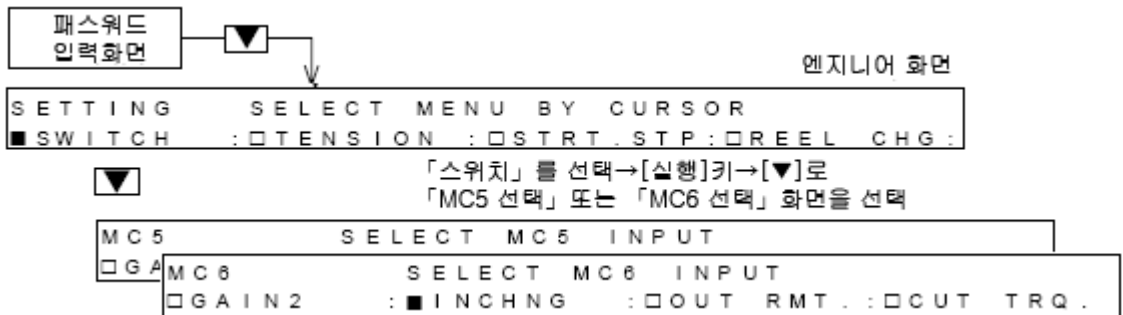 패스워드
입력화면
▼
엔지니어 화면
SETTING SELECT MENU BY CURSOR
■SWITCH :□TENSION :□STRT.STP:□REEL CHG:
▼
「스위치」를 선택→[실행]키→[▼]로
「MC5 선택」또는 「MC6 선택」화면을 선택
MC5 SELECT MC5 INPUT
□GA
MC6 SELECT MC6 INPUT
□GAIN2 :■INCHNG :□OUT RMT.:□CUT TRQ.